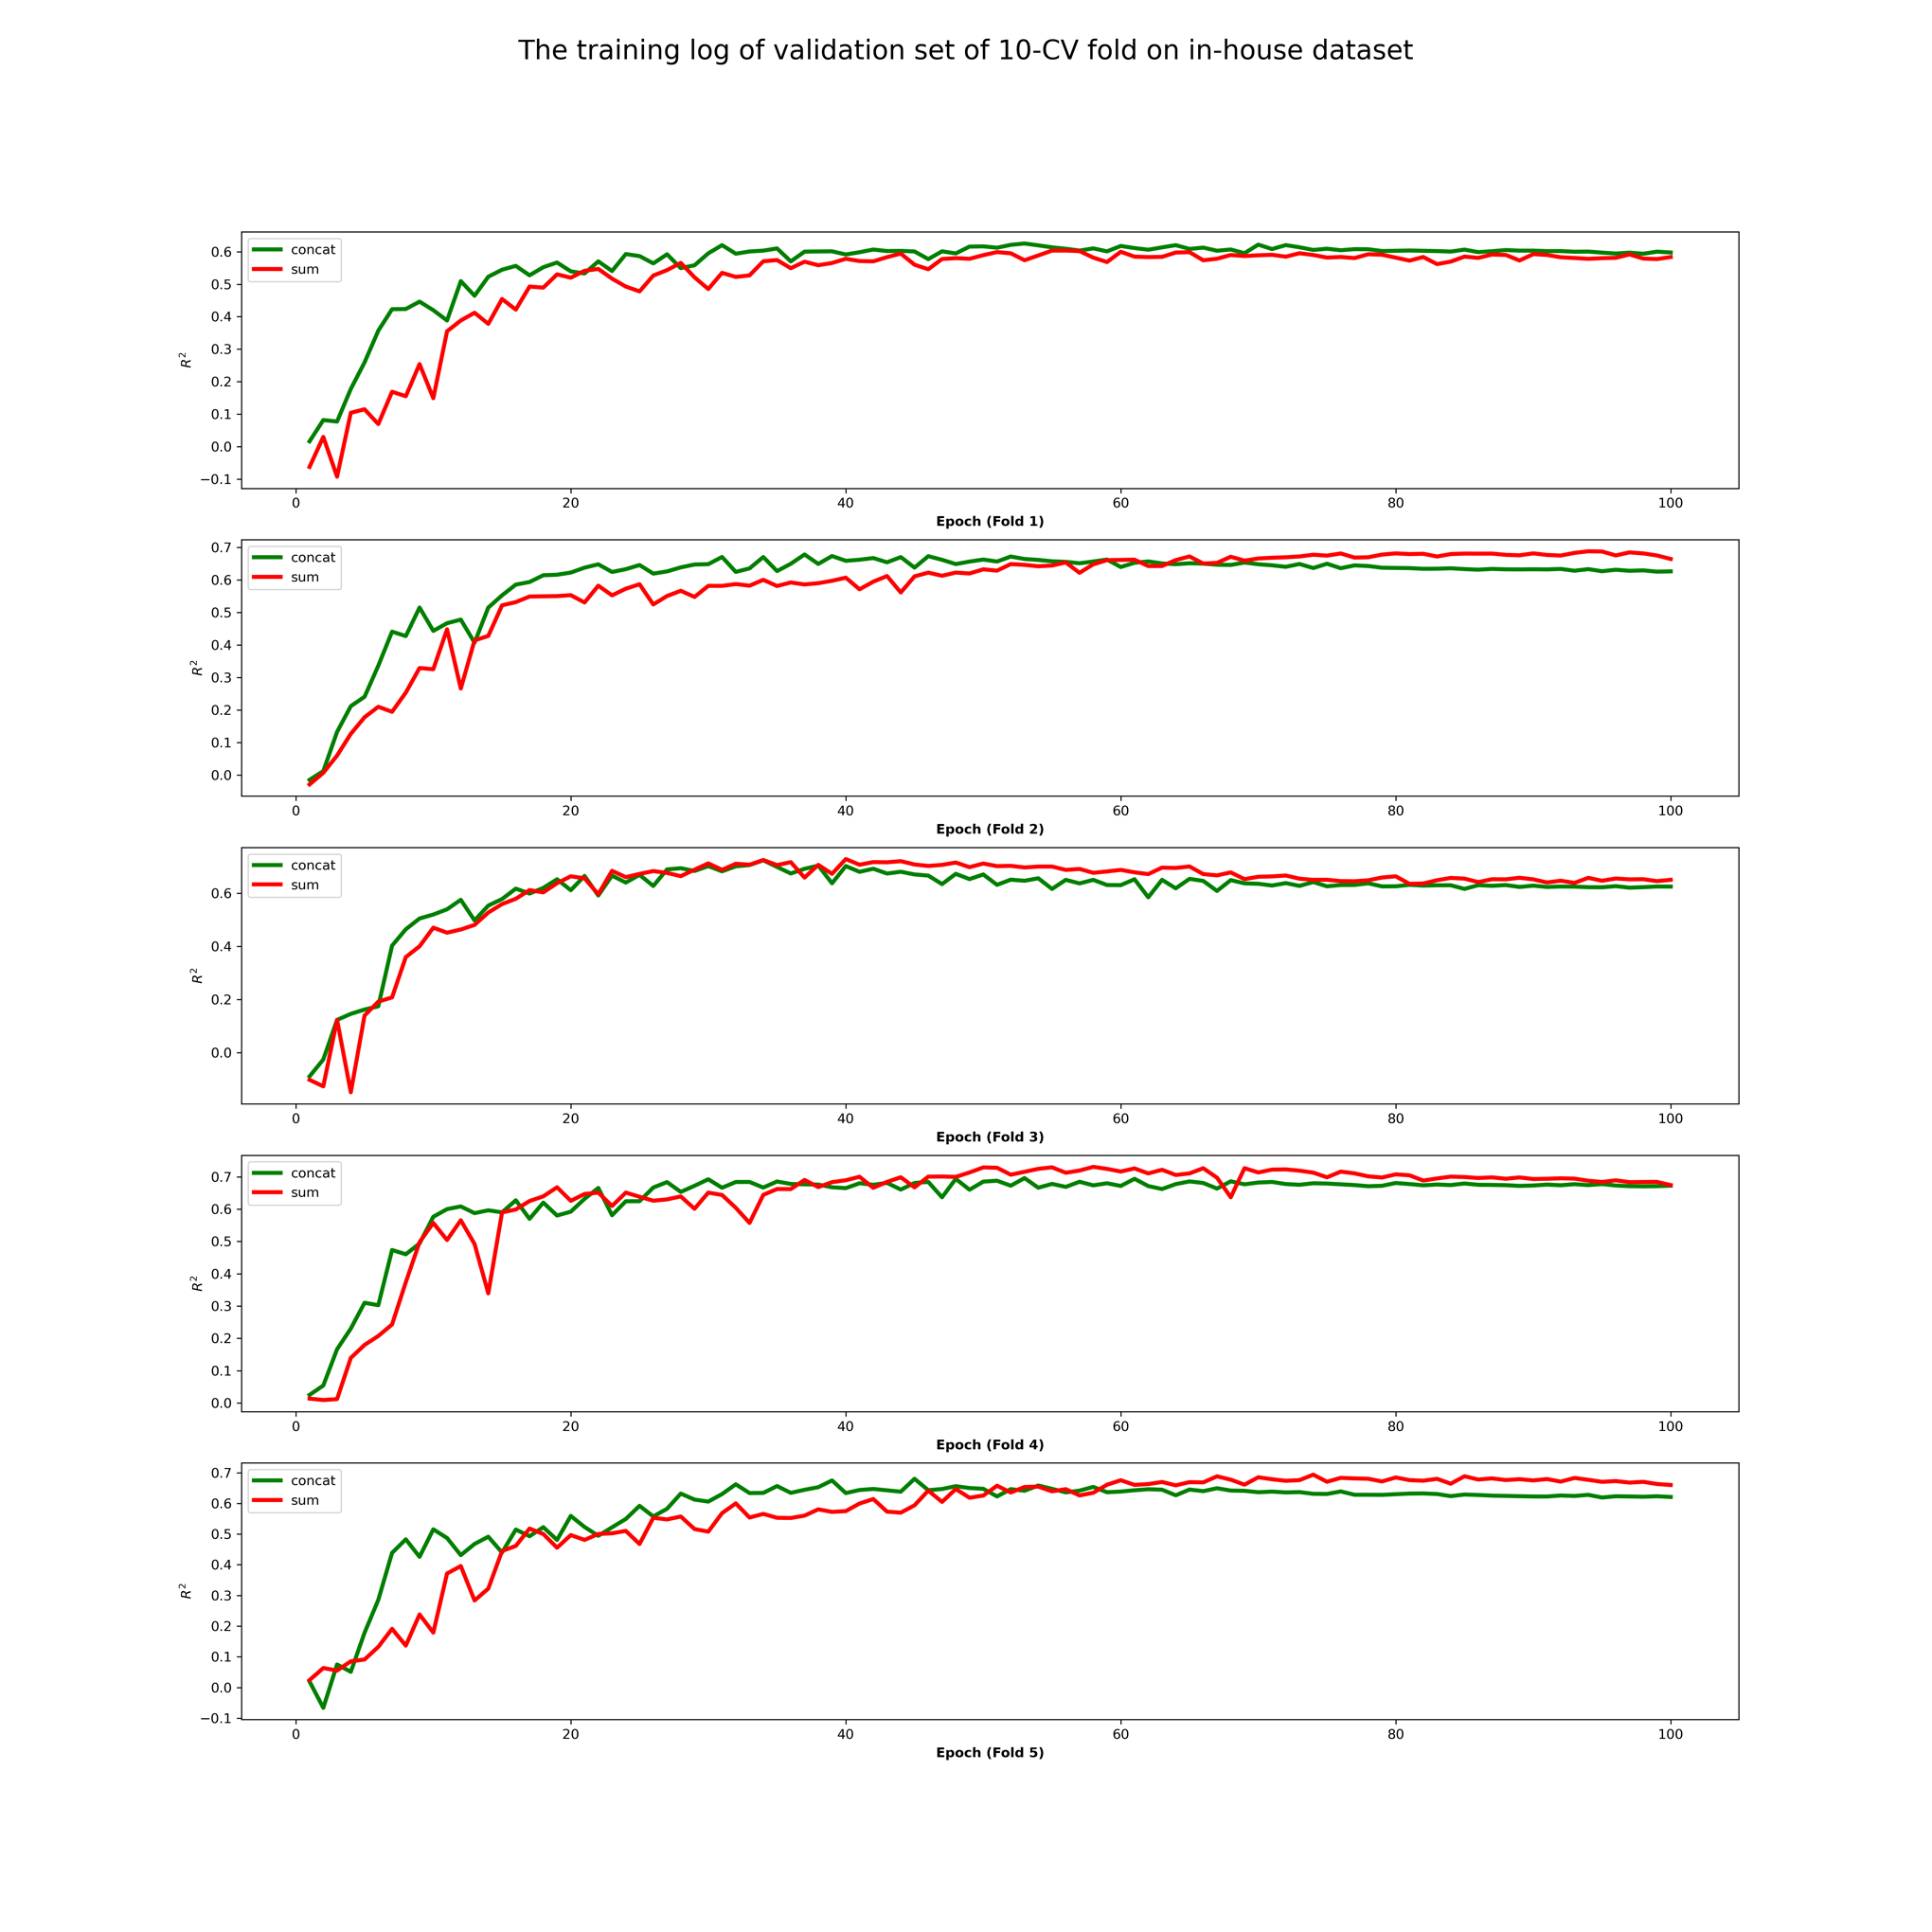 The training log of validation set of 10-CV fold on in-house dataset
concat
sum
0.6
0.5
0.4
0.3
0.2
0.1
0.0
−0.1
R²
0 20 40 60 80 100
Epoch (Fold 1)
concat
sum
0.7
0.6
0.5
0.4
0.3
0.2
0.1
0.0
R²
0 20 40 60 80 100
Epoch (Fold 2)
concat
sum
0.6
0.4
0.2
0.0
R²
0 20 40 60 80 100
Epoch (Fold 3)
concat
sum
0.7
0.6
0.5
0.4
0.3
0.2
0.1
0.0
R²
0 20 40 60 80 100
Epoch (Fold 4)
concat
sum
0.7
0.6
0.5
0.4
0.3
0.2
0.1
0.0
−0.1
R²
0 20 40 60 80 100
Epoch (Fold 5)